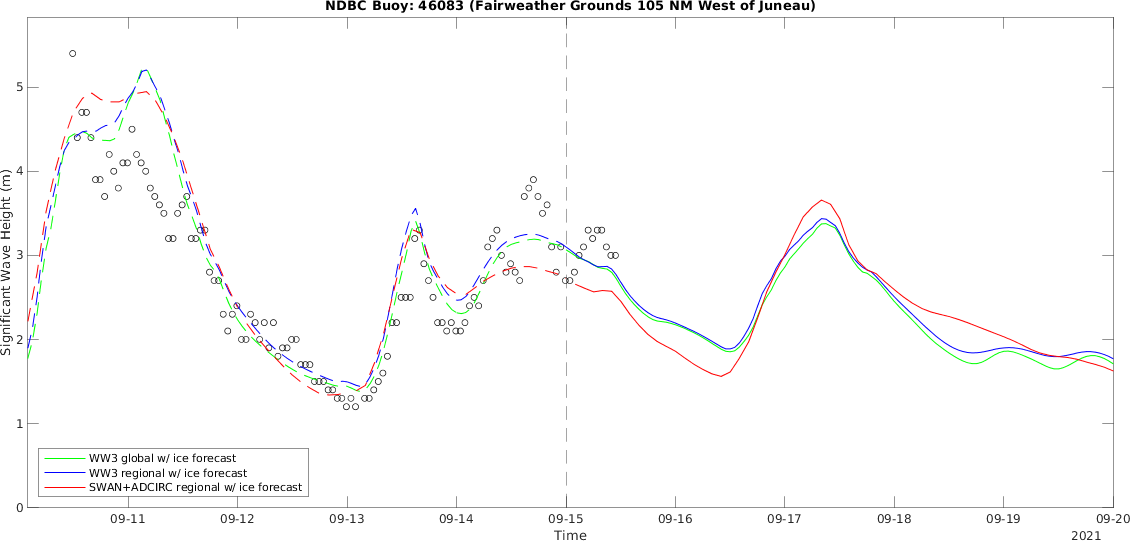 NDBC Buoy: 46083 (Fairweather Grounds 105 NM West of Juneau)
Significant Wave Height (m)
5
4
3
2
1
0
WW3 global w/ ice forecast
WW3 regional w/ ice forecast
SWAN+ADCIRC regional w/ ice forecast
09-11 09-12 09-13 09-14 09-15 09-16 09-17 09-18 09-19 09-20
Time
2021